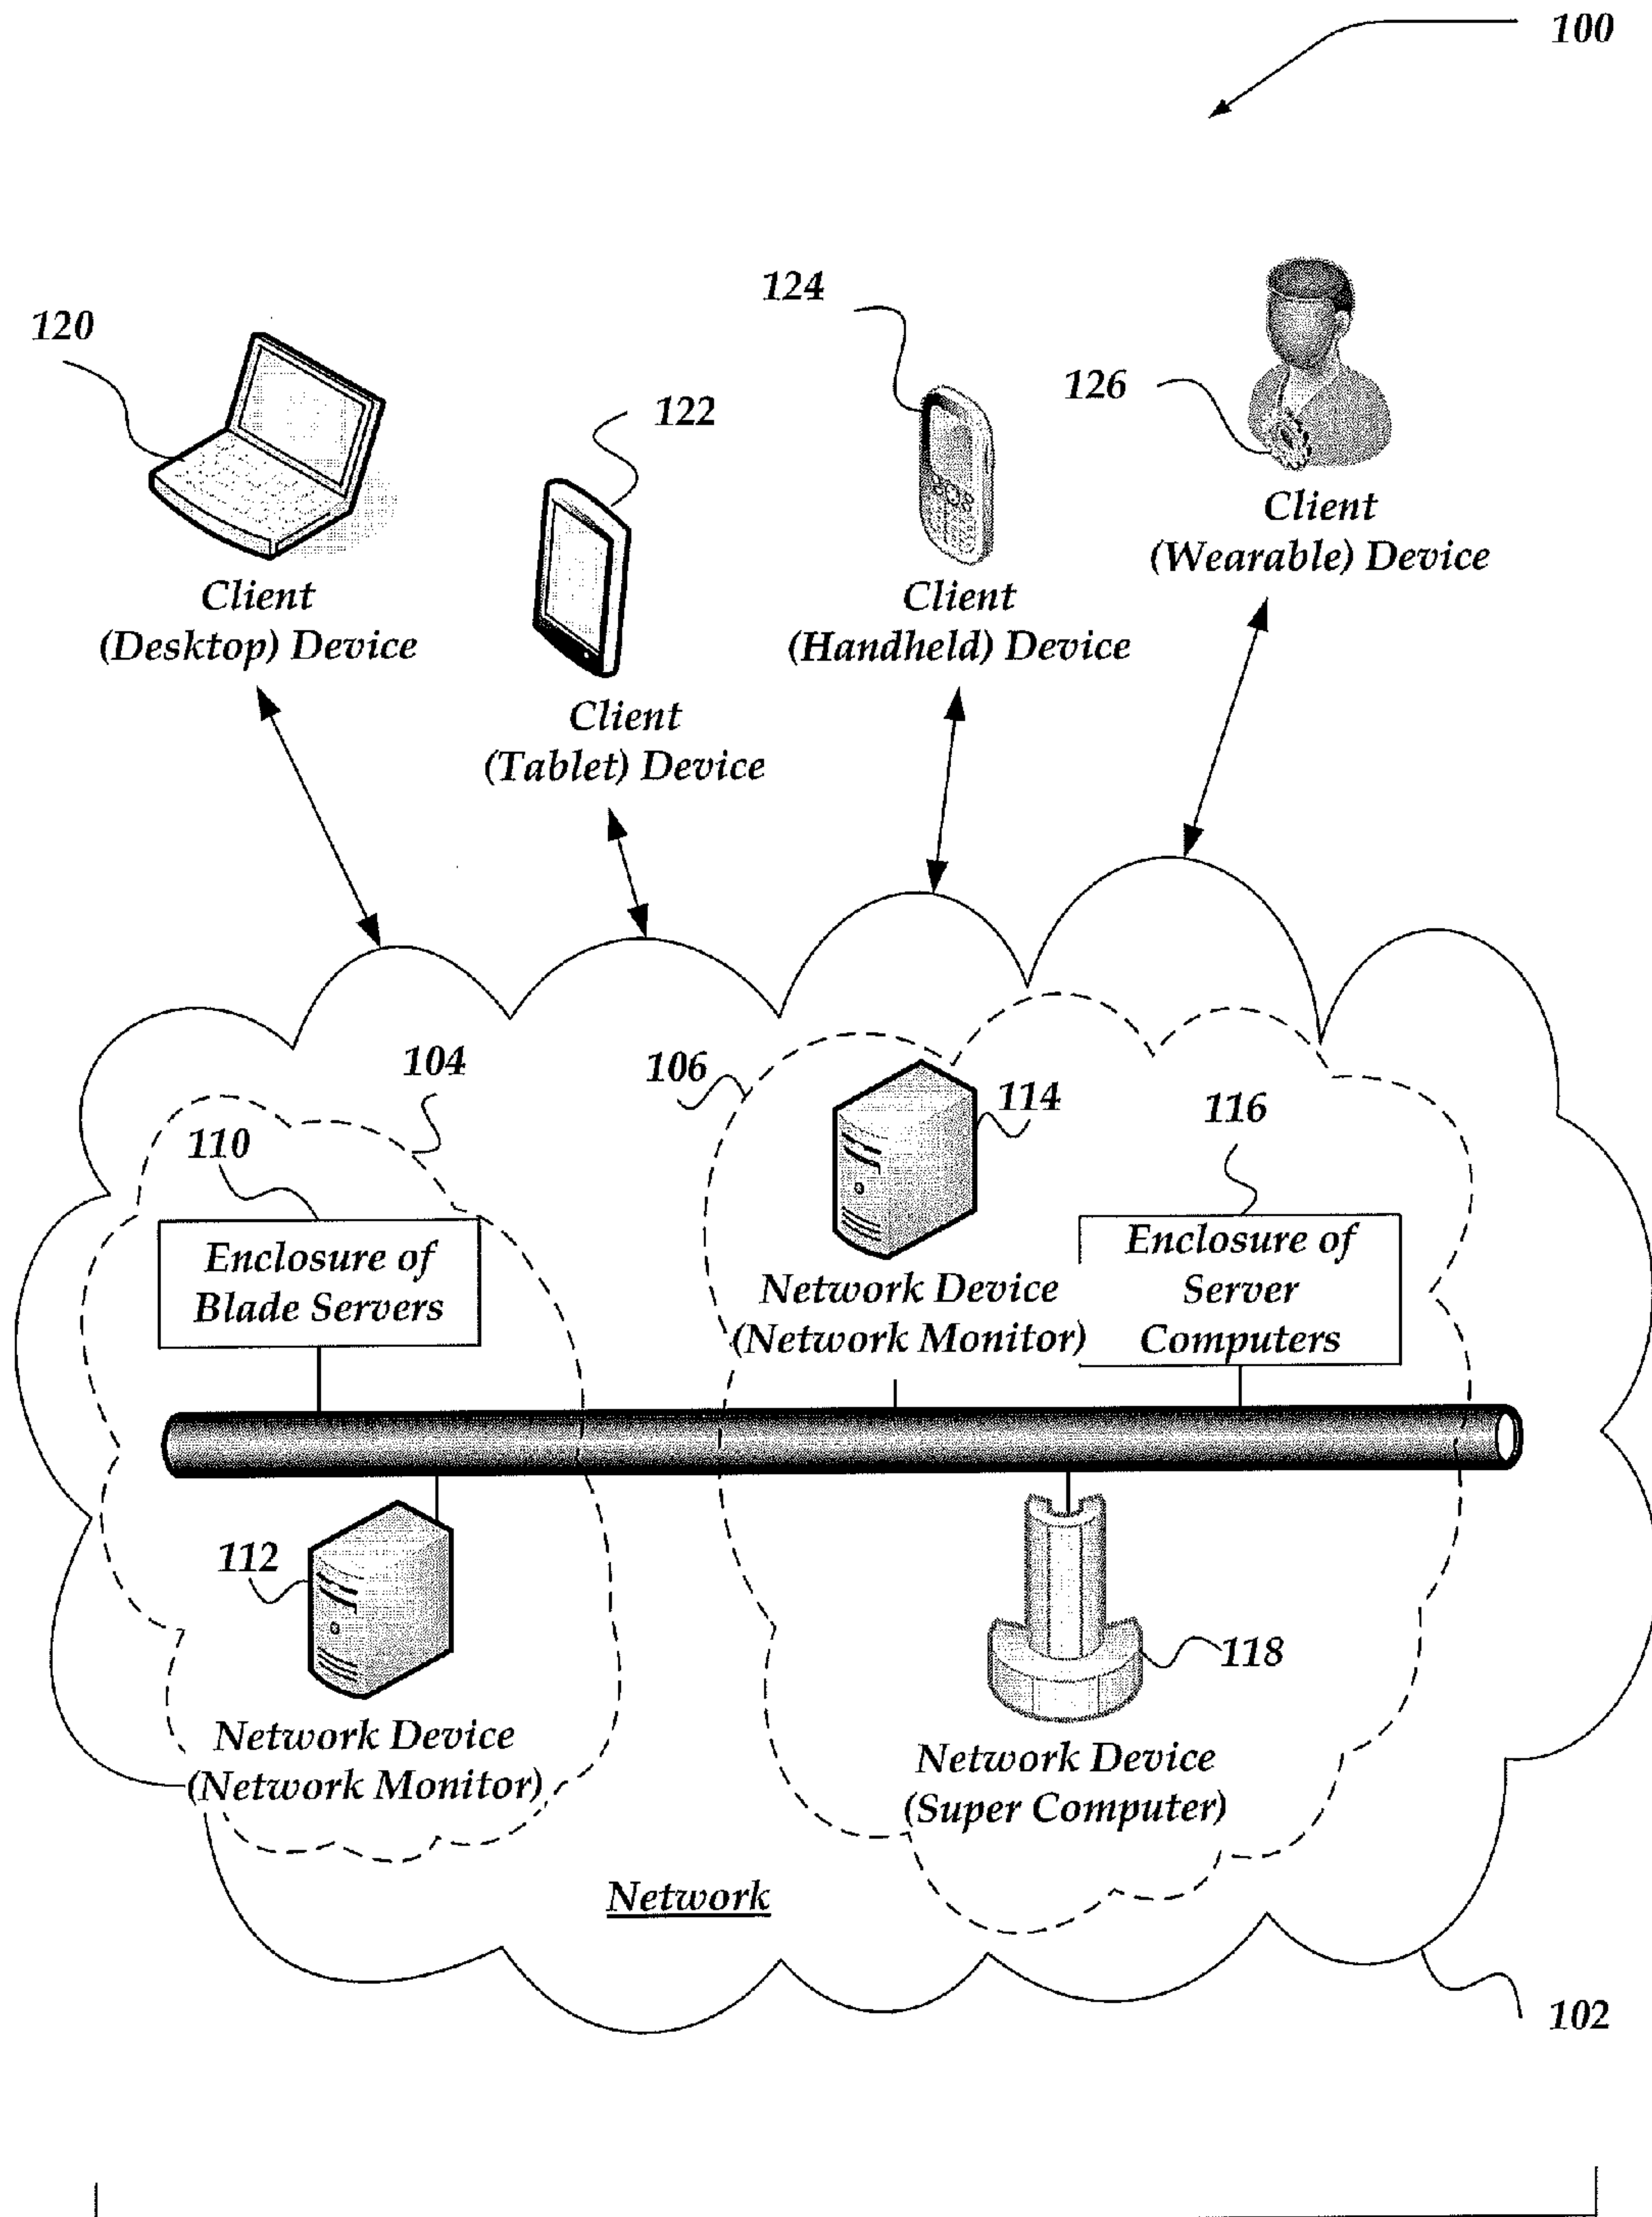 100
124
120
126
122
Client
(Wearable) Device
Client
(Desktop) Device
Client
(Handheld) Device
Client
(Tablet) Device
104
106
114
116
110
Enclosure of
Blade Servers
Enclosure of
Server
Computers
Network Device
(Network Monitor)
112
118
Network Device
(Network Monitor)
Network Device
(Super Computer)
Network
102